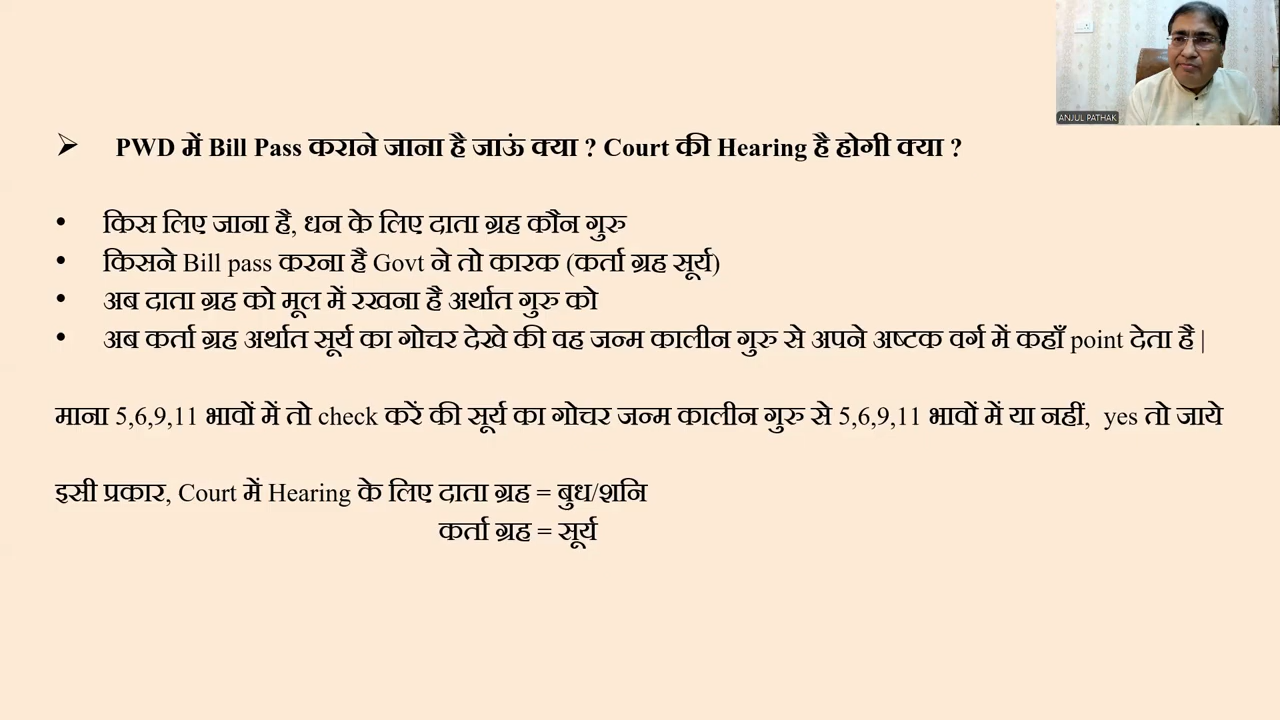 ANJUL PATHAK
➢ PWD में Bill Pass कराने जाना है जाऊं क्या ? Court की Hearing है होगी क्या ?
• किस लिए जाना है, धन के लिए दाता ग्रह कौन गुरु
• किसने Bill pass करना है Govt ने तो कारक (कर्ता ग्रह सूर्य)
• अब दाता ग्रह को मूल में रखना है अर्थात गुरु को
• अब कर्ता ग्रह अर्थात सूर्य का गोचर देखे की वह जन्म कालीन गुरु से अपने अष्टक वर्ग में कहाँ point देता है |
माना 5,6,9,11 भावों में तो check करें की सूर्य का गोचर जन्म कालीन गुरु से 5,6,9,11 भावों में या नहीं, yes तो जाये
इसी प्रकार, Court में Hearing के लिए दाता ग्रह = बुध/शनि
कर्ता ग्रह = सूर्य